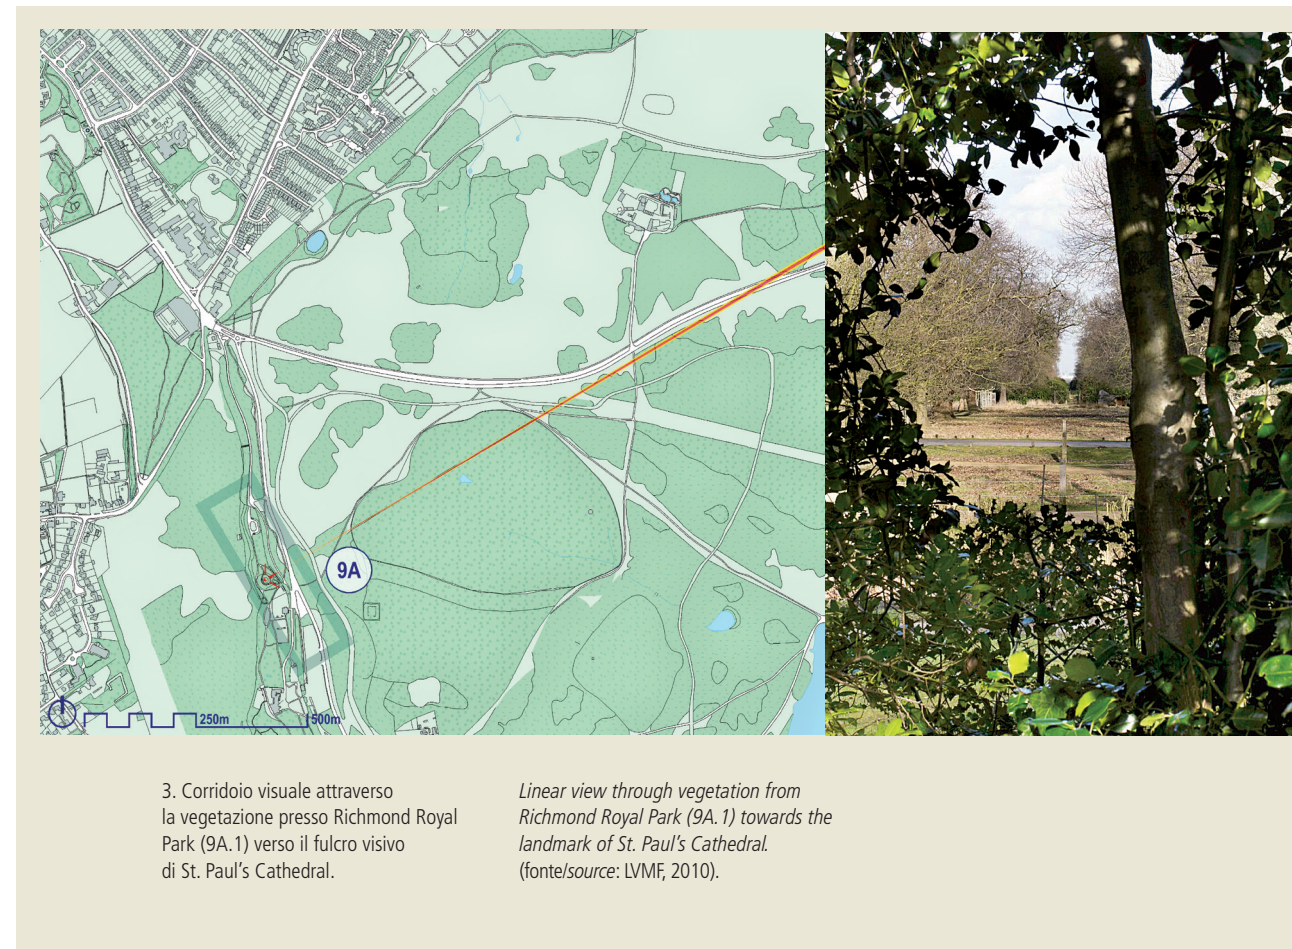 9A
250m
500m
3. Corridoio visuale attraverso
la vegetazione presso Richmond Royal
Park (9A.1) verso il fulcro visivo
di St. Paul's Cathedral.
Linear view through vegetation from
Richmond Royal Park (9A.1) towards the
landmark of St. Paul's Cathedral.
(fonte/source: LVMF, 2010).